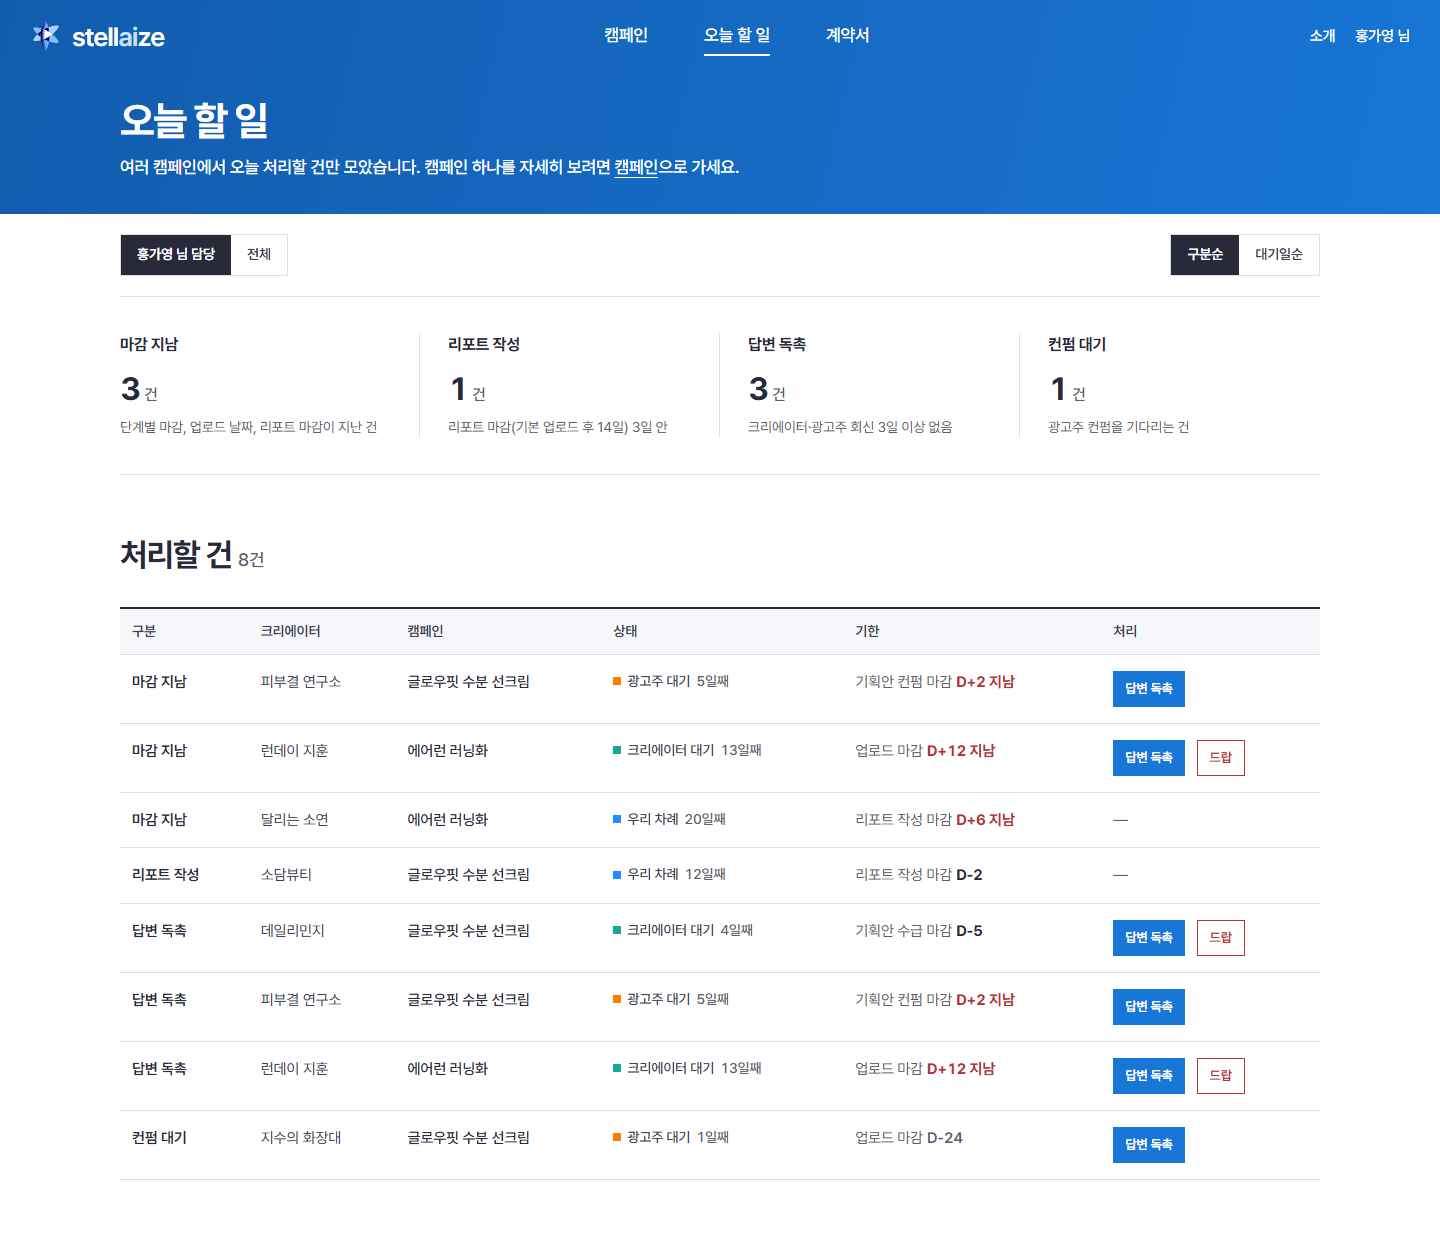 stellaize
캠페인 오늘 할 일 계약서
소개 홍가영 님
오늘 할 일
여러 캠페인에서 오늘 처리할 건만 모았습니다. 캠페인 하나를 자세히 보려면 캠페인으로 가세요.
홍가영 님 담당 전체
구분순 대기일순
마감 지남
3 건
단계별 마감, 업로드 날짜, 리포트 마감이 지난 건
리포트 작성
1 건
리포트 마감(기본 업로드 후 14일) 3일 안
답변 독촉
3 건
크리에이터·광고주 회신 3일 이상 없음
컨펌 대기
1 건
광고주 컨펌을 기다리는 건
처리할 건 8건
구분 크리에이터 캠페인 상태 기한 처리
마감 지남 피부결 연구소 글로우핏 수분 선크림 광고주 대기 5일째 기획안 컨펌 마감 D+2 지남 답변 독촉
마감 지남 런데이 지훈 에어런 러닝화 크리에이터 대기 13일째 업로드 마감 D+12 지남 답변 독촉 드랍
마감 지남 달리는 소연 에어런 러닝화 우리 차례 20일째 리포트 작성 마감 D+6 지남 —
리포트 작성 소담뷰티 글로우핏 수분 선크림 우리 차례 12일째 리포트 작성 마감 D-2 —
답변 독촉 데일리민지 글로우핏 수분 선크림 크리에이터 대기 4일째 기획안 수급 마감 D-5 답변 독촉 드랍
답변 독촉 피부결 연구소 글로우핏 수분 선크림 광고주 대기 5일째 기획안 컨펌 마감 D+2 지남 답변 독촉
답변 독촉 런데이 지훈 에어런 러닝화 크리에이터 대기 13일째 업로드 마감 D+12 지남 답변 독촉 드랍
컨펌 대기 지수의 화장대 글로우핏 수분 선크림 광고주 대기 1일째 업로드 마감 D-24 답변 독촉